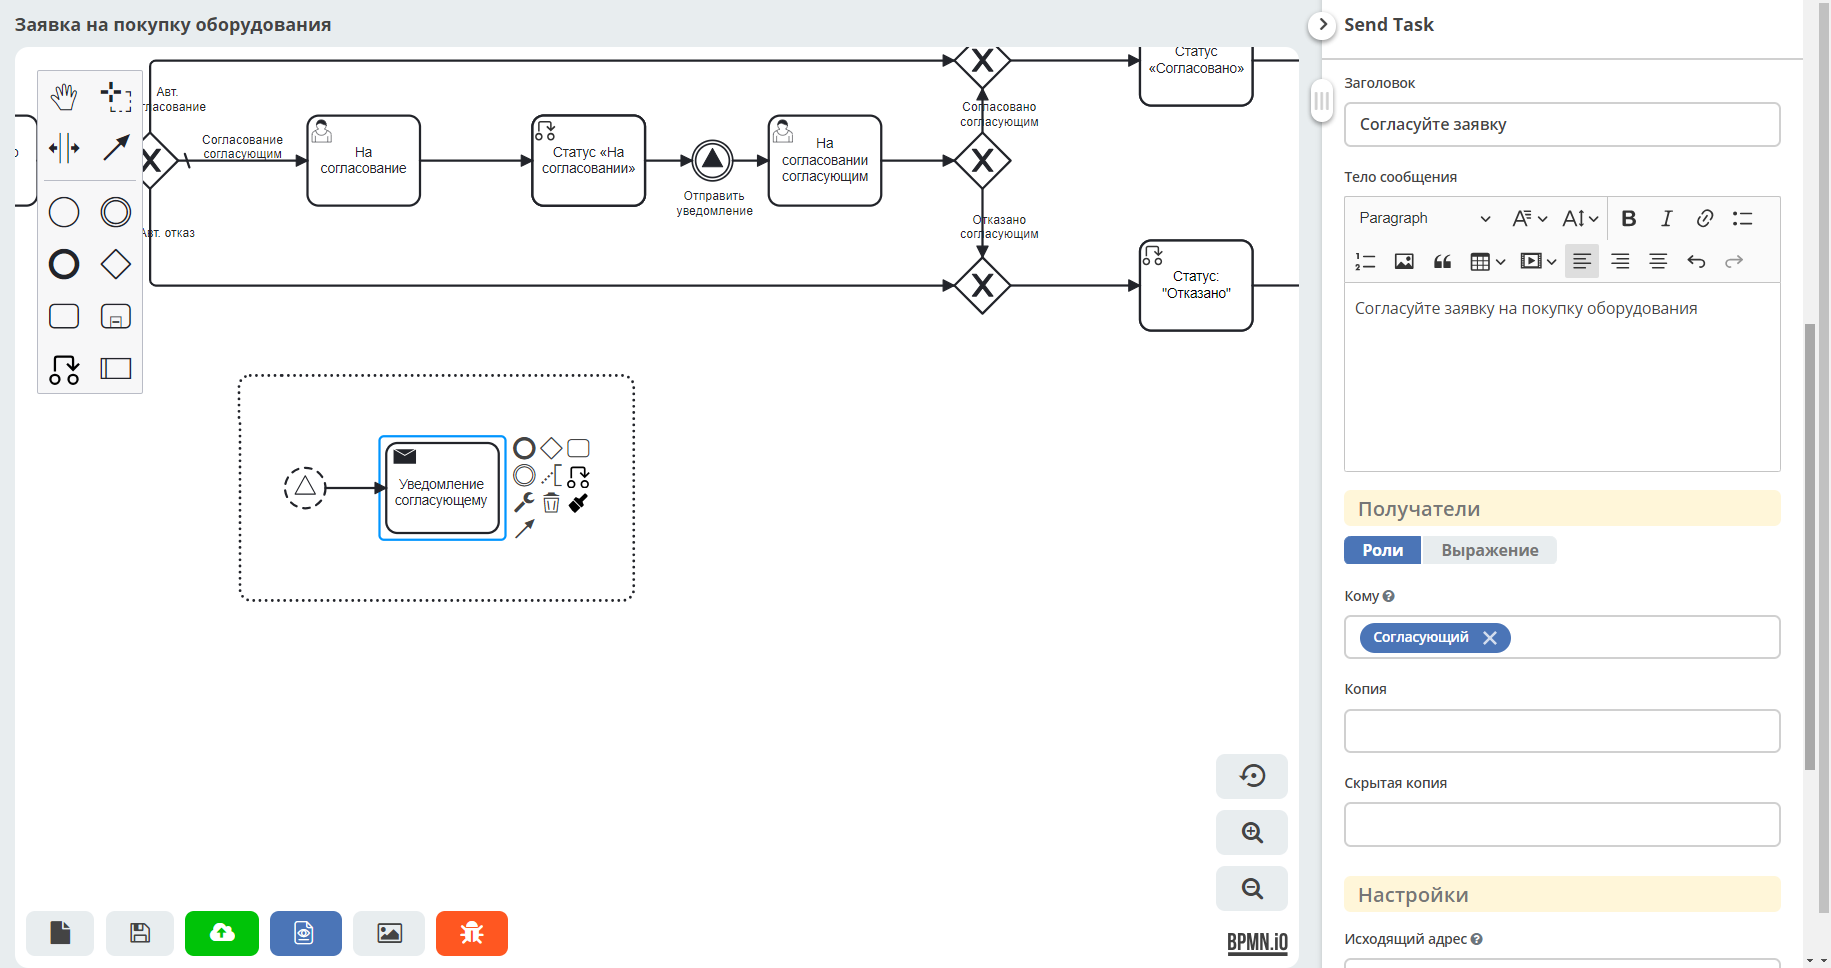 Заявка на покупку оборудования
Статус
«Согласовано»
Авт.
гласование
Согласование
согласующим
На
согласование
Статус «На
согласовании»
Отправить
уведомление
На
согласовании
согласующим
Согласовано
согласующим
Отказано
согласующим
Авт. отказ
Статус:
"Отказано"
Уведомление
согласующему
BPMN.iO
Send Task
Заголовок
Согласуйте заявку
Тело сообщения
Paragraph
Согласуйте заявку на покупку оборудования
Получатели
Роли
Выражение
Кому
Согласующий
Копия
Скрытая копия
Настройки
Исходящий адрес